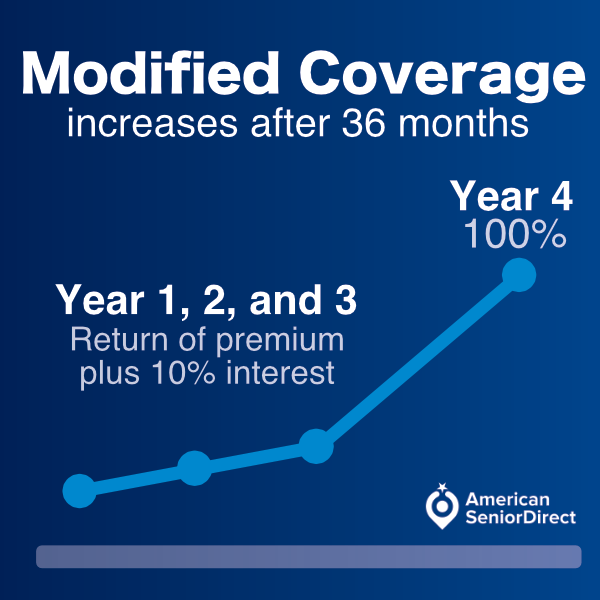 Modified Coverage
increases after 36 months
Year 4
100%
Year 1, 2, and 3
Return of premium
plus 10% interest
American
SeniorDirect